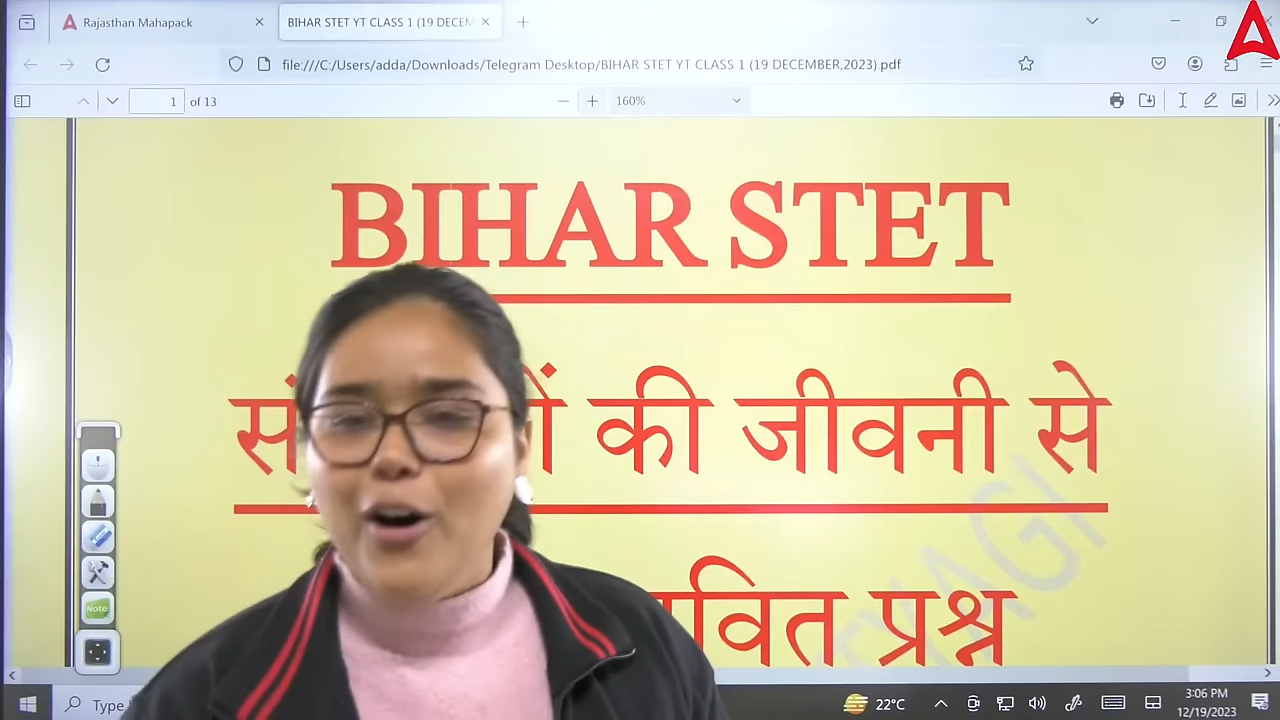 Rajasthan Mahapack
BIHAR STET YT CLASS 1 (19 DECEM
file:///C:/Users/adda/Downloads/Telegram Desktop/BIHAR STET YT CLASS 1 (19 DECEMBER,2023).pdf
1 of 13
160%
BIHAR STET
की जीवनी से
प्रश्न
Note
Type
22°C
3:06 PM
12/19/2023